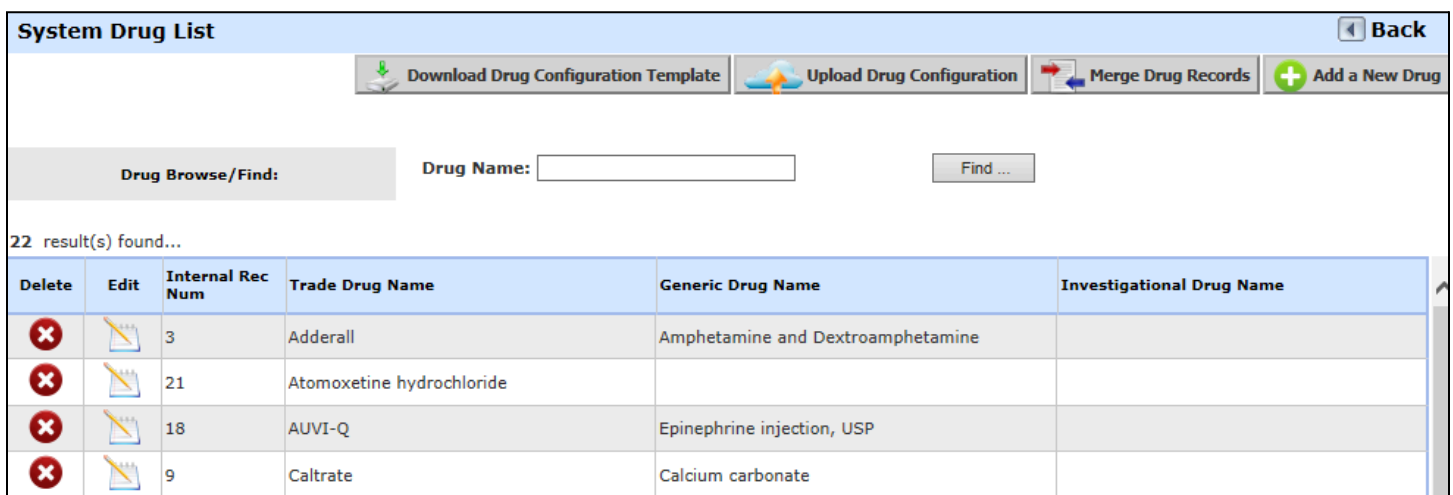 System Drug List Back
Download Drug Configuration Template Upload Drug Configuration Merge Drug Records Add a New Drug
Drug Browse/Find: Drug Name: Find ...
22 result(s) found...
Delete Edit Internal Rec Num Trade Drug Name Generic Drug Name Investigational Drug Name
3 Adderall Amphetamine and Dextroamphetamine
21 Atomoxetine hydrochloride
18 AUVI-Q Epinephrine injection, USP
9 Caltrate Calcium carbonate